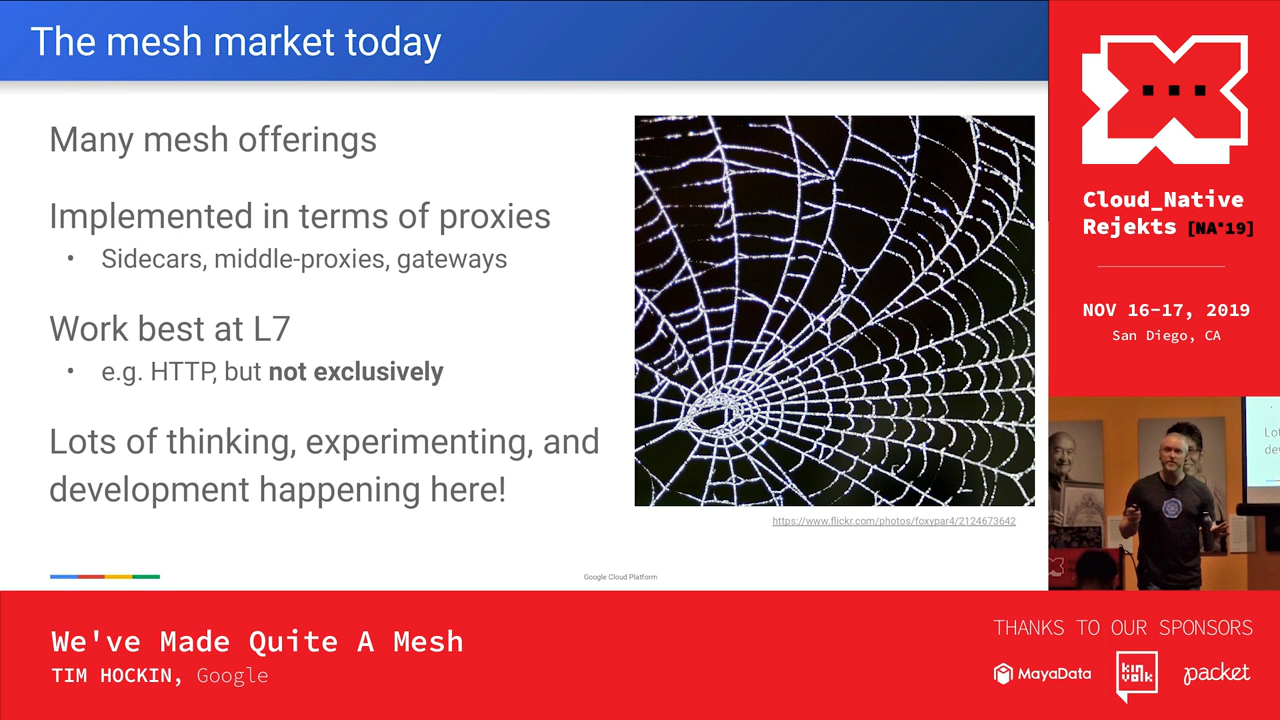 The mesh market today
Many mesh offerings
Implemented in terms of proxies
• Sidecars, middle-proxies, gateways
Work best at L7
• e.g. HTTP, but not exclusively
Lots of thinking, experimenting, and
development happening here!
https://www.flickr.com/photos/foxypar4/2124673642
Google Cloud Platform
Cloud_Native
Rejekts [NA'19]
NOV 16-17, 2019
San Diego, CA
Lot
dev
We've Made Quite A Mesh
TIM HOCKIN, Google
THANKS TO OUR SPONSORS
MayaData
kin
volk
packet